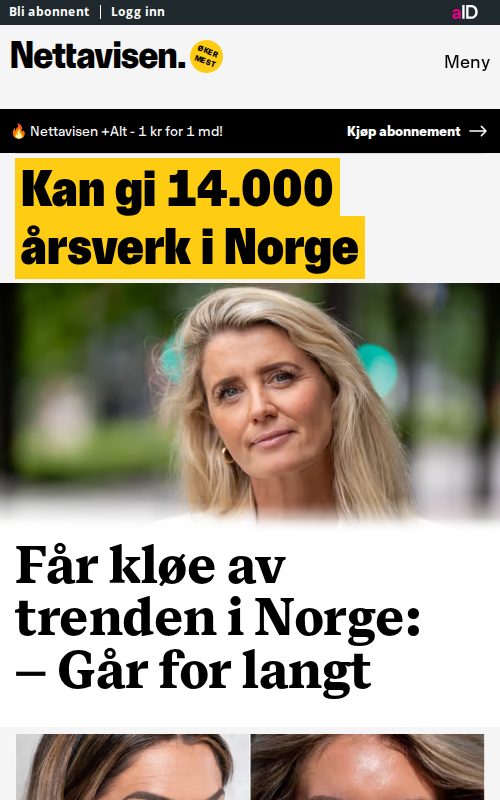 Bli abonnent | Logg inn
aID
Nettavisen.
ØKER
MEST
Meny
🔥 Nettavisen +Alt - 1 kr for 1 md!
Kjøp abonnement →
Kan gi 14.000
årsverk i Norge
Får kløe av
trenden i Norge:
– Går for langt